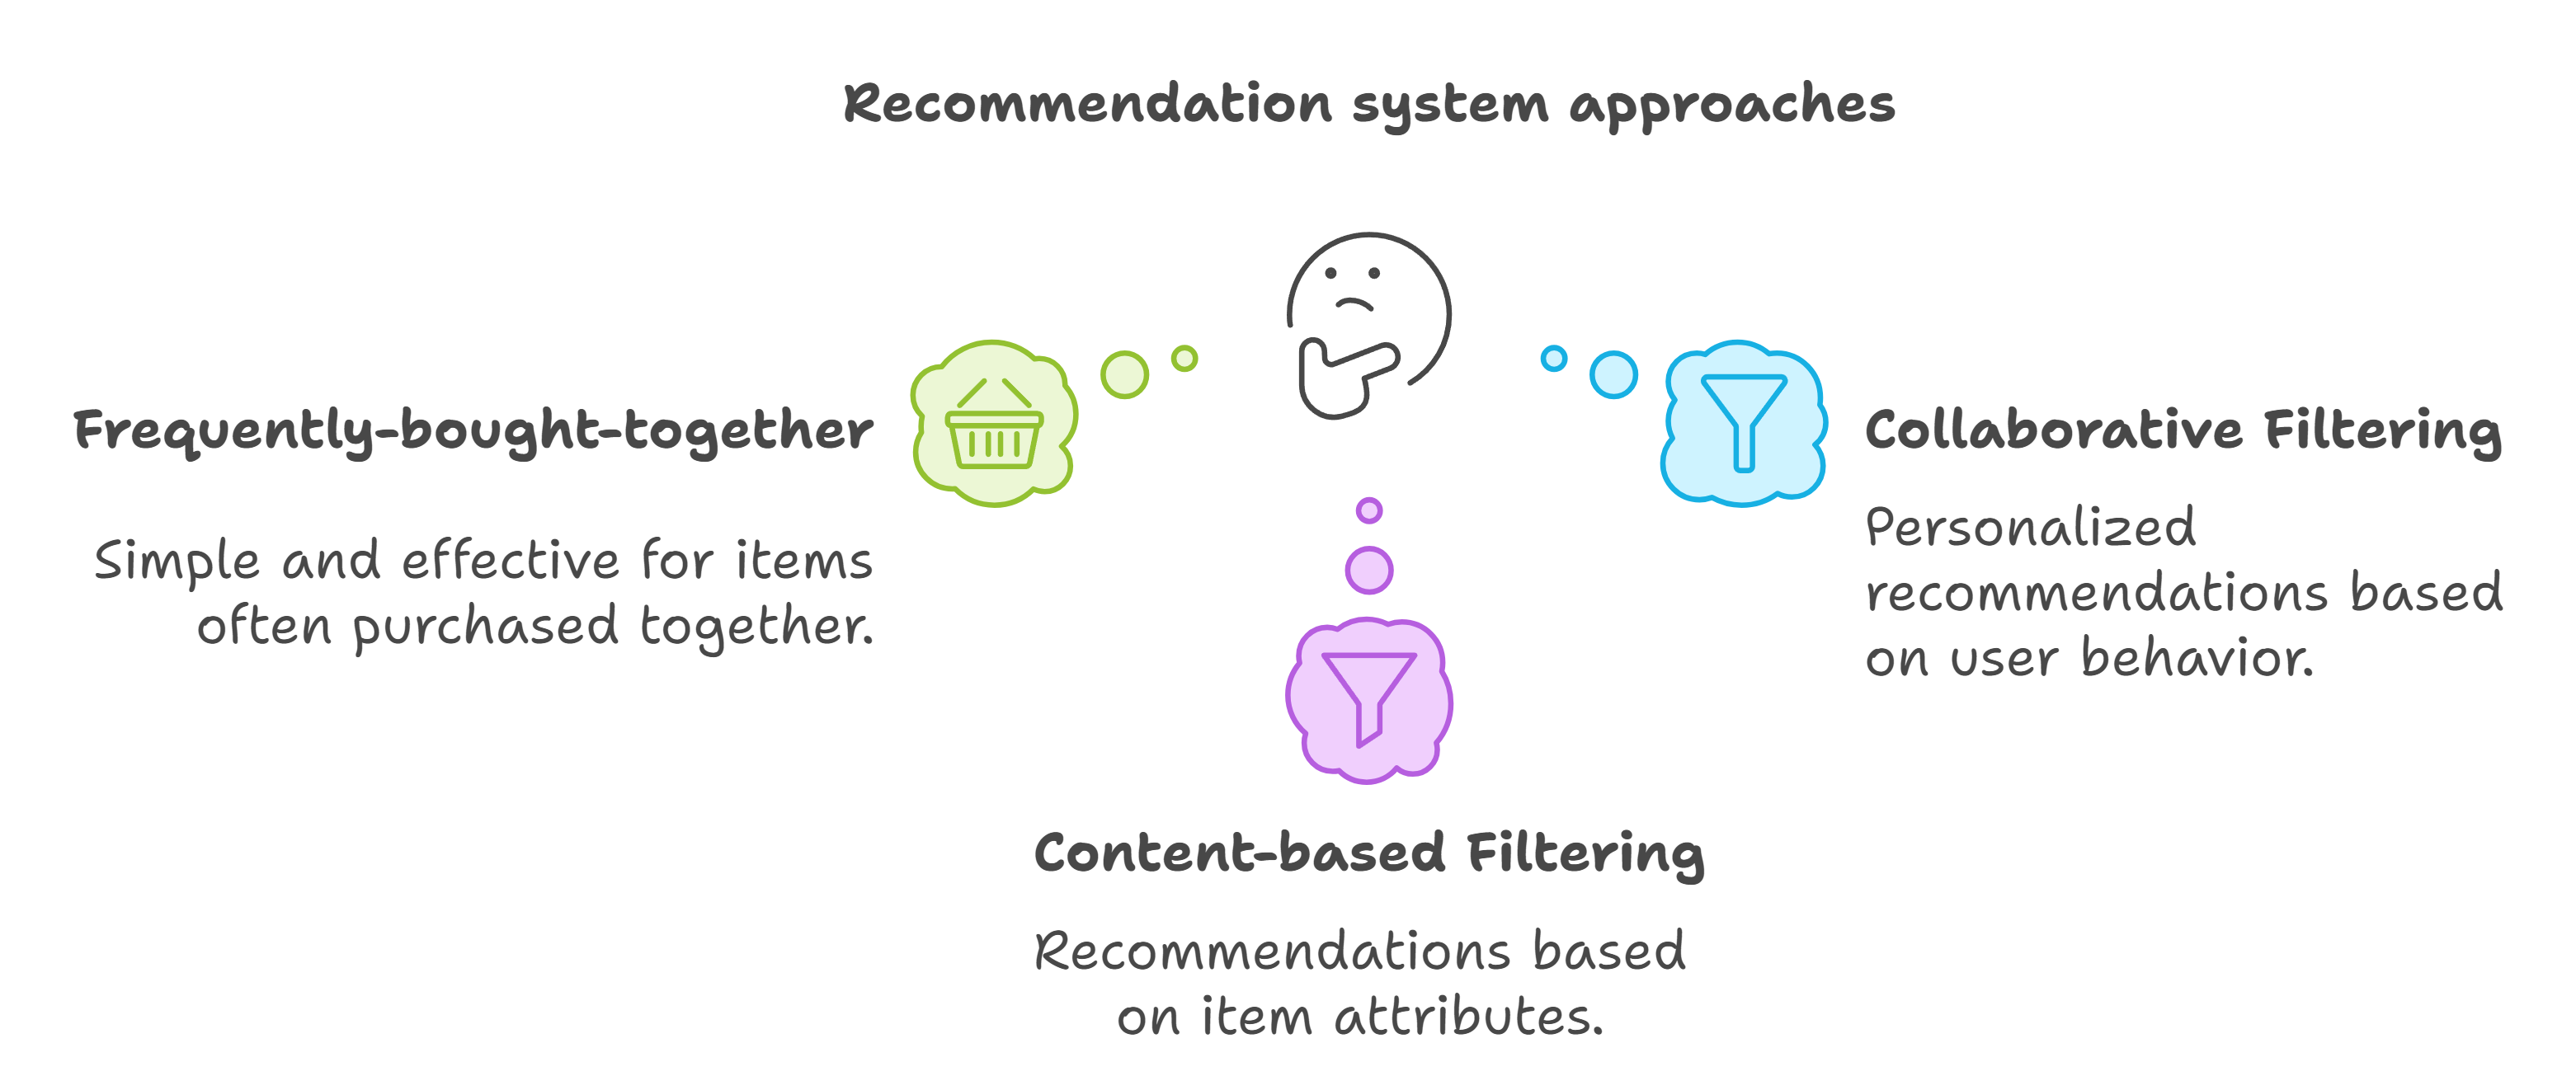 Recommendation system approaches
Frequently-bought-together
Simple and effective for items
often purchased together.
Collaborative Filtering
Personalized
recommendations based
on user behavior.
Content-based Filtering
Recommendations based
on item attributes.